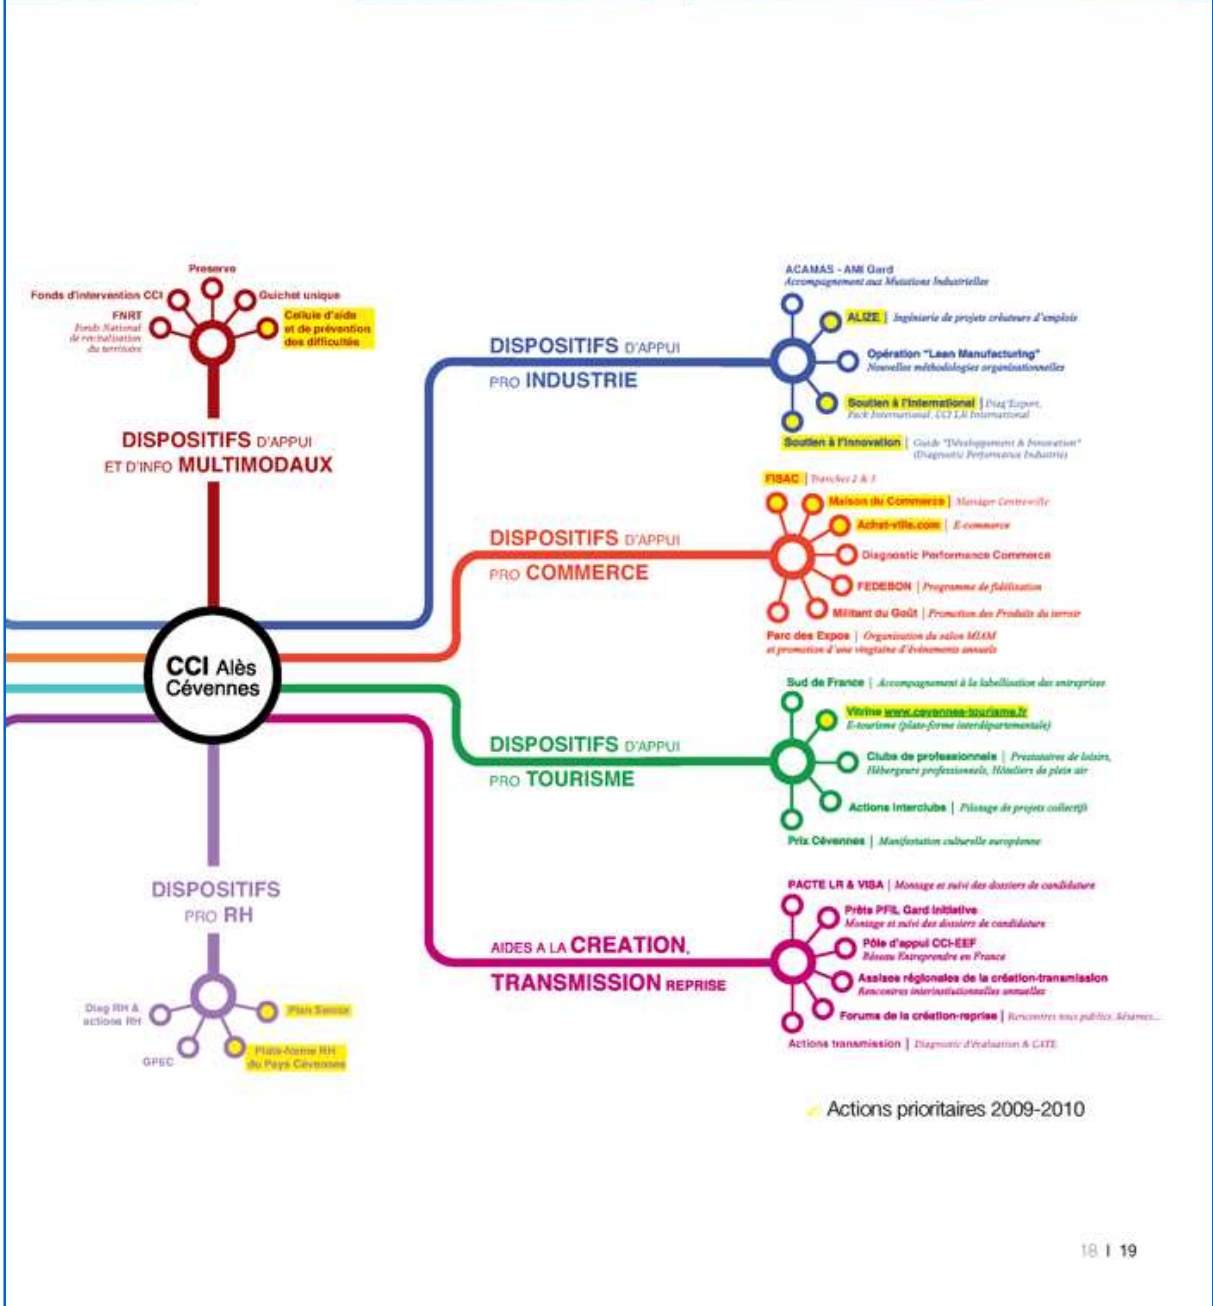 Preserve
Fonds d'intervention CCI
Guichet unique
FNRT
Fonds National
de revitalisation
du territoire
Cellule d'aide
et de prévention
des difficultés
DISPOSITIFS D'APPUI
ET D'INFO MULTIMODAUX
CCI Alès
Cévennes
DISPOSITIFS
PRO RH
Diag RH &
actions RH
GPEC
Plan Senior
Plate-forme RH
du Pays Cévennes
DISPOSITIFS D'APPUI
PRO INDUSTRIE
ACAMAS - AMI Gard
Accompagnement aux Mutations Industrielles
ALIZE | Ingénierie de projets créateurs d'emplois
Opération "Lean Manufacturing"
Nouvelles méthodologies organisationnelles
Soutien à l'International | Diag'Export,
Pack International, CCI LR International
Soutien à l'Innovation | Guide "Développement & Innovation"
(Diagnostic Performance Industrie)
DISPOSITIFS D'APPUI
PRO COMMERCE
FISAC | Tranches 2 & 3
Maison du Commerce | Manager Centre-ville
Achat-ville.com | E-commerce
Diagnostic Performance Commerce
FEDEBON | Programme de fidélisation
Militant du Goût | Promotion des Produits du terroir
Parc des Expos | Organisation du salon MIAM
et promotion d'une vingtaine d'événements annuels
DISPOSITIFS D'APPUI
PRO TOURISME
Sud de France | Accompagnement à la labellisation des entreprises
Vitrine www.cevennes-tourisme.fr
E-tourisme (plate-forme interdépartementale)
Clubs de professionnels | Prestataires de loisirs,
Hébergeurs professionnels, Hôteliers de plein air
Actions Interclubs | Pilotage de projets collectifs
Prix Cévennes | Manifestation culturelle européenne
AIDES A LA CREATION,
TRANSMISSION REPRISE
PACTE LR & VISA | Montage et suivi des dossiers de candidature
Prêts PFIL Gard Initiative
Montage et suivi des dossiers de candidature
Pôle d'appui CCI-EEF
Réseau Entreprendre en France
Assises régionales de la création-transmission
Rencontres interinstitutionnelles annuelles
Forums de la création-reprise | Rencontres tous publics, Sésames...
Actions transmission | Diagnostic d'évaluation & CATE
Actions prioritaires 2009-2010
18 | 19